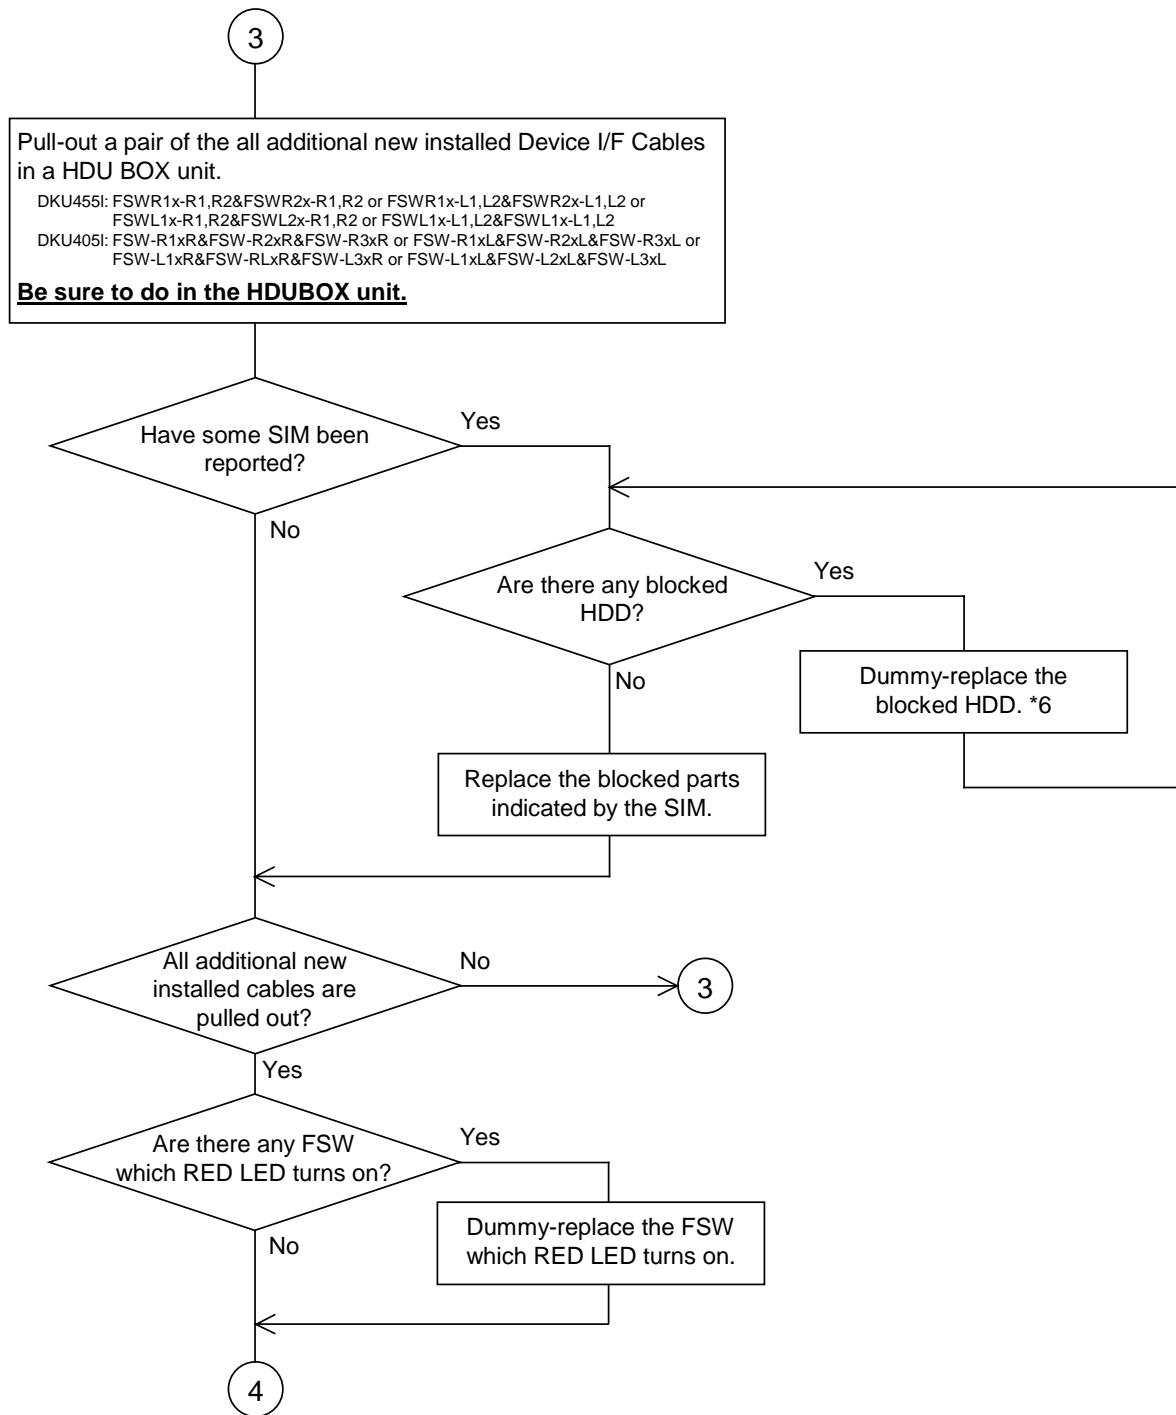 3
Pull-out a pair of the all additional new installed Device I/F Cables
in a HDU BOX unit.
DKU455I: FSWR1x-R1,R2&FSWR2x-R1,R2 or FSWR1x-L1,L2&FSWR2x-L1,L2 or
FSWL1x-R1,R2&FSWL2x-R1,R2 or FSWL1x-L1,L2&FSWL1x-L1,L2
DKU405I: FSW-R1xR&FSW-R2xR&FSW-R3xR or FSW-R1xL&FSW-R2xL&FSW-R3xL or
FSW-L1xR&FSW-RLxR&FSW-L3xR or FSW-L1xL&FSW-L2xL&FSW-L3xL
Be sure to do in the HDUBOX unit.
Have some SIM been
reported?
Yes
No
Are there any blocked
HDD?
Yes
No
Dummy-replace the
blocked HDD. *6
Replace the blocked parts
indicated by the SIM.
All additional new
installed cables are
pulled out?
No
3
Yes
Are there any FSW
which RED LED turns on?
Yes
No
Dummy-replace the FSW
which RED LED turns on.
4